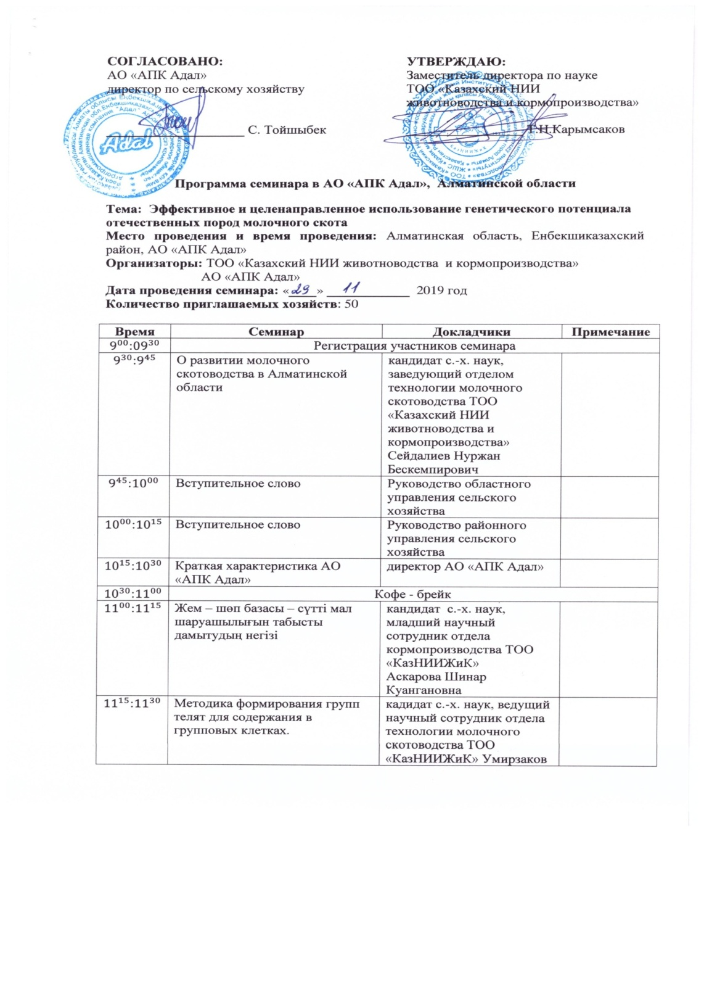 СОГЛАСОВАНО:
АО «АПК Адал»
директор по сельскому хозяйству
С. Тойшыбек
УТВЕРЖДАЮ:
Заместитель директора по науке
ТОО «Казахский НИИ
животноводства и кормопроизводства»
Т.Н.Карымсаков
Adal
Программа семинара в АО «АПК Адал», Алматинской области
Тема: Эффективное и целенаправленное использование генетического потенциала
отечественных пород молочного скота
Место проведения и время проведения: Алматинская область, Енбекшиказахский
район, АО «АПК Адал»
Организаторы: ТОО «Казахский НИИ животноводства и кормопроизводства»
АО «АПК Адал»
Дата проведения семинара: «29» 11 2019 год
Количество приглашаемых хозяйств: 50
Время Семинар Докладчики Примечание
9⁰⁰:09³⁰ Регистрация участников семинара
9³⁰:9⁴⁵ О развитии молочного
скотоводства в Алматинской
области
кандидат с.-х. наук,
заведующий отделом
технологии молочного
скотоводства ТОО
«Казахский НИИ
животноводства и
кормопроизводства»
Сейдалиев Нуржан
Бескемпирович
9⁴⁵:10⁰⁰ Вступительное слово
Руководство областного
управления сельского
хозяйства
10⁰⁰:10¹⁵ Вступительное слово
Руководство районного
управления сельского
хозяйства
10¹⁵:10³⁰ Краткая характеристика АО
«АПК Адал»
директор АО «АПК Адал»
10³⁰:11⁰⁰ Кофе - брейк
11⁰⁰:11¹⁵ Жем – шөп базасы – сүтті мал
шаруашылығын табысты
дамытудың негізі
кандидат с.-х. наук,
младший научный
сотрудник отдела
кормопроизводства ТОО
«КазНИИЖиК»
Аскарова Шинар
Куангановна
11¹⁵:11³⁰ Методика формирования групп
телят для содержания в
групповых клетках.
кадидат с.-х. наук, ведущий
научный сотрудник отдела
технологии молочного
скотоводства ТОО
«КазНИИЖиК» Умирзаков